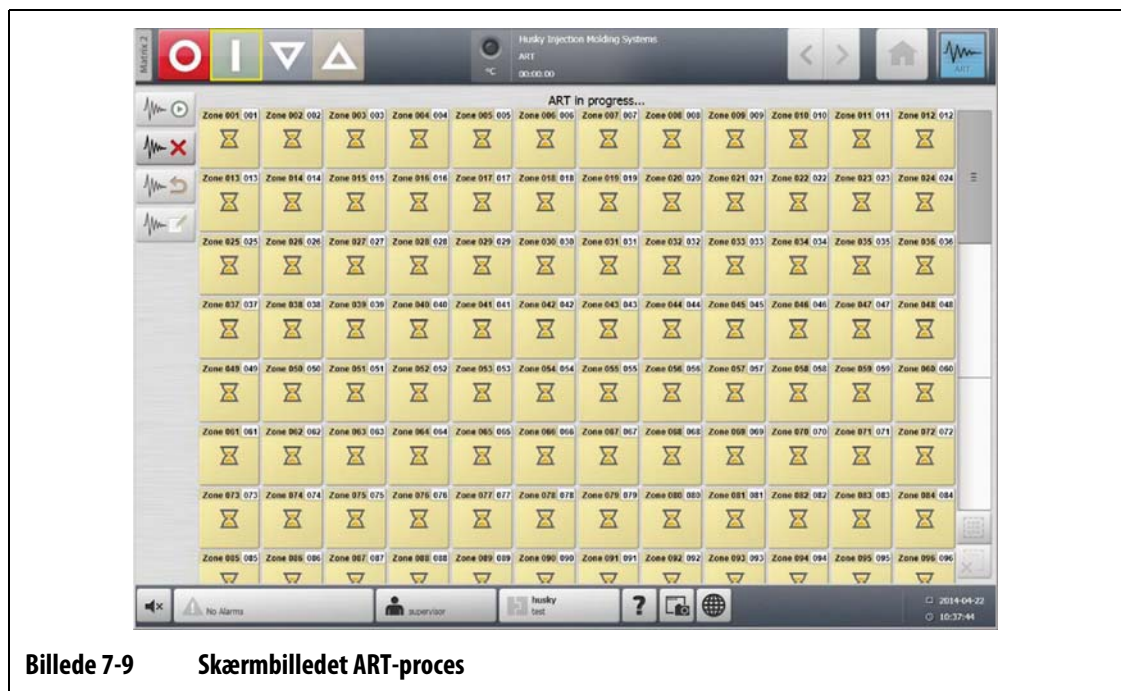 Matrix 2
Husky Injection Molding Systems
ART
°C 00:00:00
ART
ART in progress...
Zone 001 001 Zone 002 002 Zone 003 003 Zone 004 004 Zone 005 005 Zone 006 006 Zone 007 007 Zone 008 008 Zone 009 009 Zone 010 010 Zone 011 011 Zone 012 012
Zone 013 013 Zone 014 014 Zone 015 015 Zone 016 016 Zone 017 017 Zone 018 018 Zone 019 019 Zone 020 020 Zone 021 021 Zone 022 022 Zone 023 023 Zone 024 024
Zone 025 025 Zone 026 026 Zone 027 027 Zone 028 028 Zone 029 029 Zone 030 030 Zone 031 031 Zone 032 032 Zone 033 033 Zone 034 034 Zone 035 035 Zone 036 036
Zone 037 037 Zone 038 038 Zone 039 039 Zone 040 040 Zone 041 041 Zone 042 042 Zone 043 043 Zone 044 044 Zone 045 045 Zone 046 046 Zone 047 047 Zone 048 048
Zone 049 049 Zone 050 050 Zone 051 051 Zone 052 052 Zone 053 053 Zone 054 054 Zone 055 055 Zone 056 056 Zone 057 057 Zone 058 058 Zone 059 059 Zone 060 060
Zone 061 061 Zone 062 062 Zone 063 063 Zone 064 064 Zone 065 065 Zone 066 066 Zone 067 067 Zone 068 068 Zone 069 069 Zone 070 070 Zone 071 071 Zone 072 072
Zone 073 073 Zone 074 074 Zone 075 075 Zone 076 076 Zone 077 077 Zone 078 078 Zone 079 079 Zone 080 080 Zone 081 081 Zone 082 082 Zone 083 083 Zone 084 084
Zone 085 085 Zone 086 086 Zone 087 087 Zone 088 088 Zone 089 089 Zone 090 090 Zone 091 091 Zone 092 092 Zone 093 093 Zone 094 094 Zone 095 095 Zone 096 096
No Alarms
supervisor
husky
test
?
2014-04-22
10:37:44
Billede 7-9 Skærmbilledet ART-proces